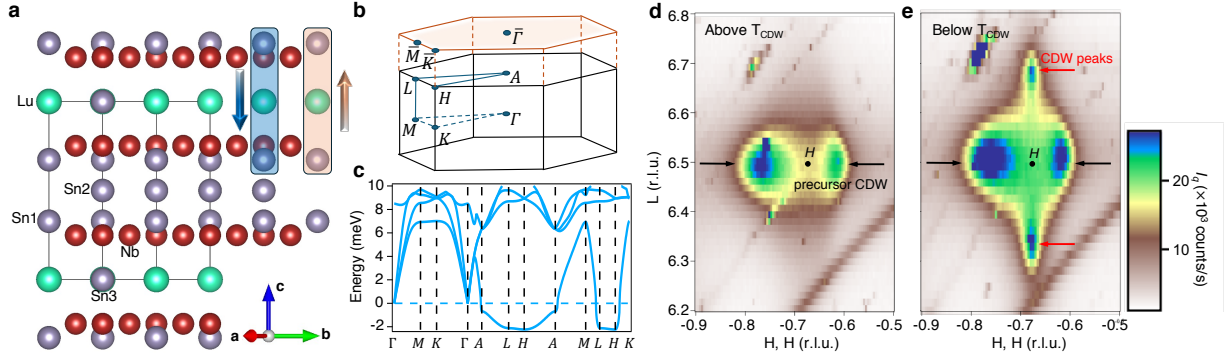 a
Lu
Sn2
Sn1
Nb
Sn3
c
a
b
b
Γ̄
M̄
K̄
L
A
H
M
Γ
K
c
Energy (meV)
10
8
6
4
2
0
-2
Γ M K Γ A L H A M L H K
d
Above T_CDW
L (r.l.u.)
6.8
6.7
6.6
6.5
6.4
6.3
6.2
H
precursor CDW
-0.9 -0.8 -0.7 -0.6 -0.5
H, H (r.l.u.)
e
Below T_CDW
CDW peaks
H
-0.9 -0.8 -0.7 -0.6 -0.5
H, H (r.l.u.)
20
10
I_q (×10³ counts/s)